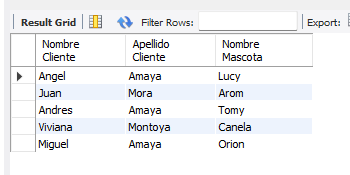 Result Grid Filter Rows: Export:
Nombre Cliente Apellido Cliente Nombre Mascota
Angel Amaya Lucy
Juan Mora Arom
Andres Amaya Tomy
Viviana Montoya Canela
Miguel Amaya Orion